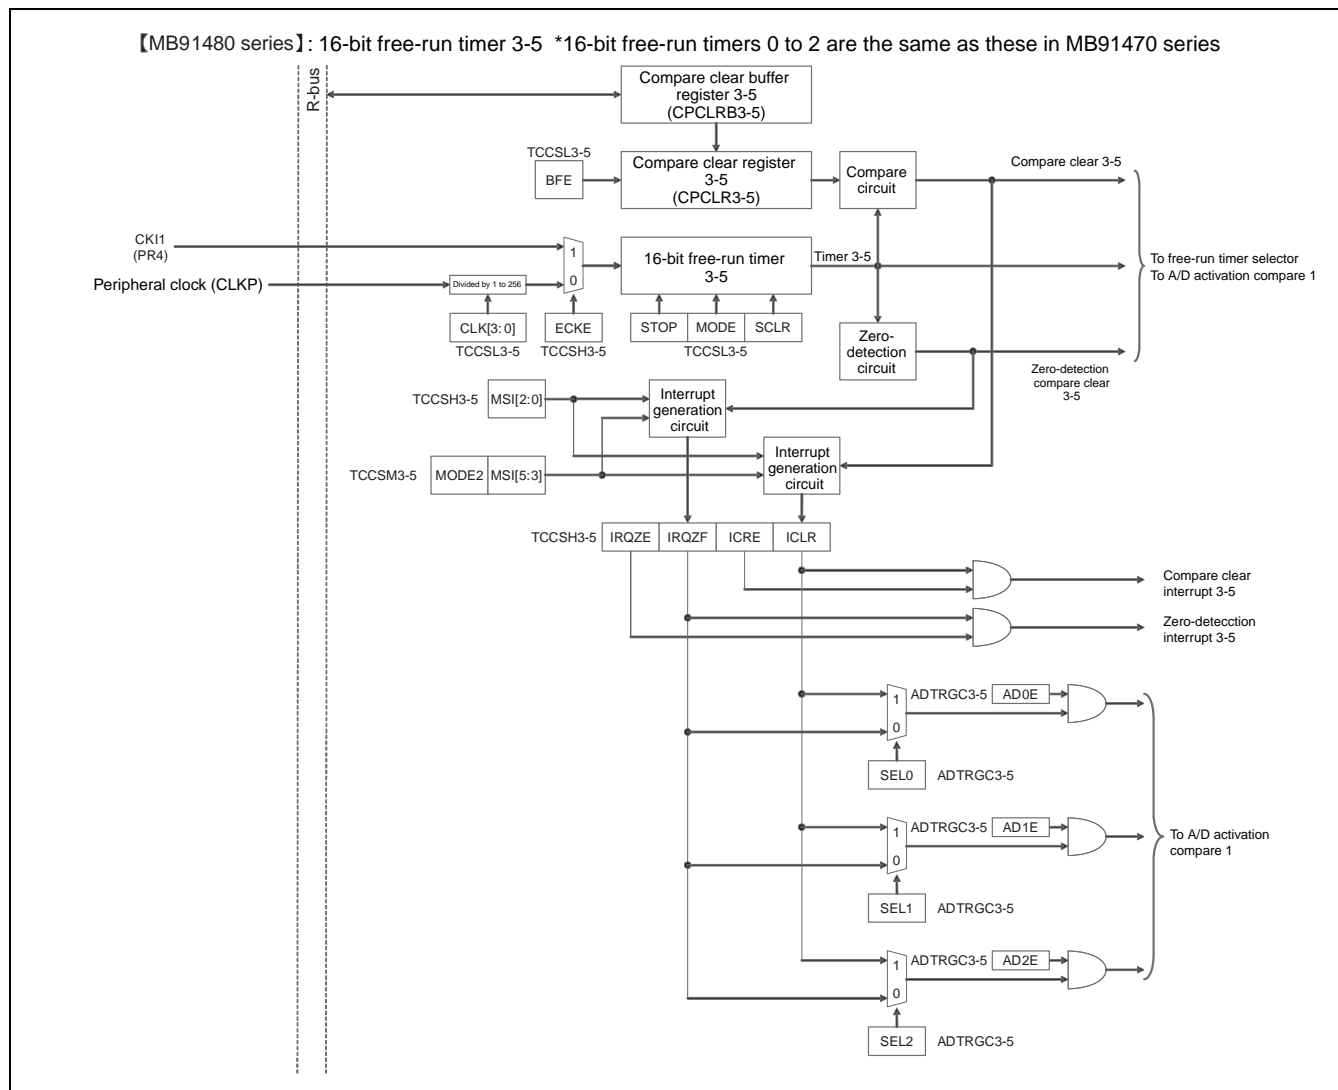 【MB91480 series】: 16-bit free-run timer 3-5 *16-bit free-run timers 0 to 2 are the same as these in MB91470 series
R-bus
Compare clear buffer
register 3-5
(CPCLRB3-5)
TCCSL3-5
BFE
Compare clear register
3-5
(CPCLR3-5)
Compare
circuit
Compare clear 3-5
CKI1
(PR4)
1
0
16-bit free-run timer
3-5
Timer 3-5
To free-run timer selector
To A/D activation compare 1
Peripheral clock (CLKP)
Divided by 1 to 256
CLK[3: 0]
TCCSL3-5
ECKE
TCCSH3-5
STOP
MODE
SCLR
TCCSL3-5
Zero-
detection
circuit
Zero-detection
compare clear
3-5
TCCSH3-5
MSI[2:0]
Interrupt
generation
circuit
TCCSM3-5
MODE2
MSI[5:3]
Interrupt
generation
circuit
TCCSH3-5
IRQZE
IRQZF
ICRE
ICLR
Compare clear
interrupt 3-5
Zero-detecction
interrupt 3-5
1
0
ADTRGC3-5
AD0E
SEL0
ADTRGC3-5
1
0
ADTRGC3-5
AD1E
To A/D activation
compare 1
SEL1
ADTRGC3-5
1
0
ADTRGC3-5
AD2E
SEL2
ADTRGC3-5